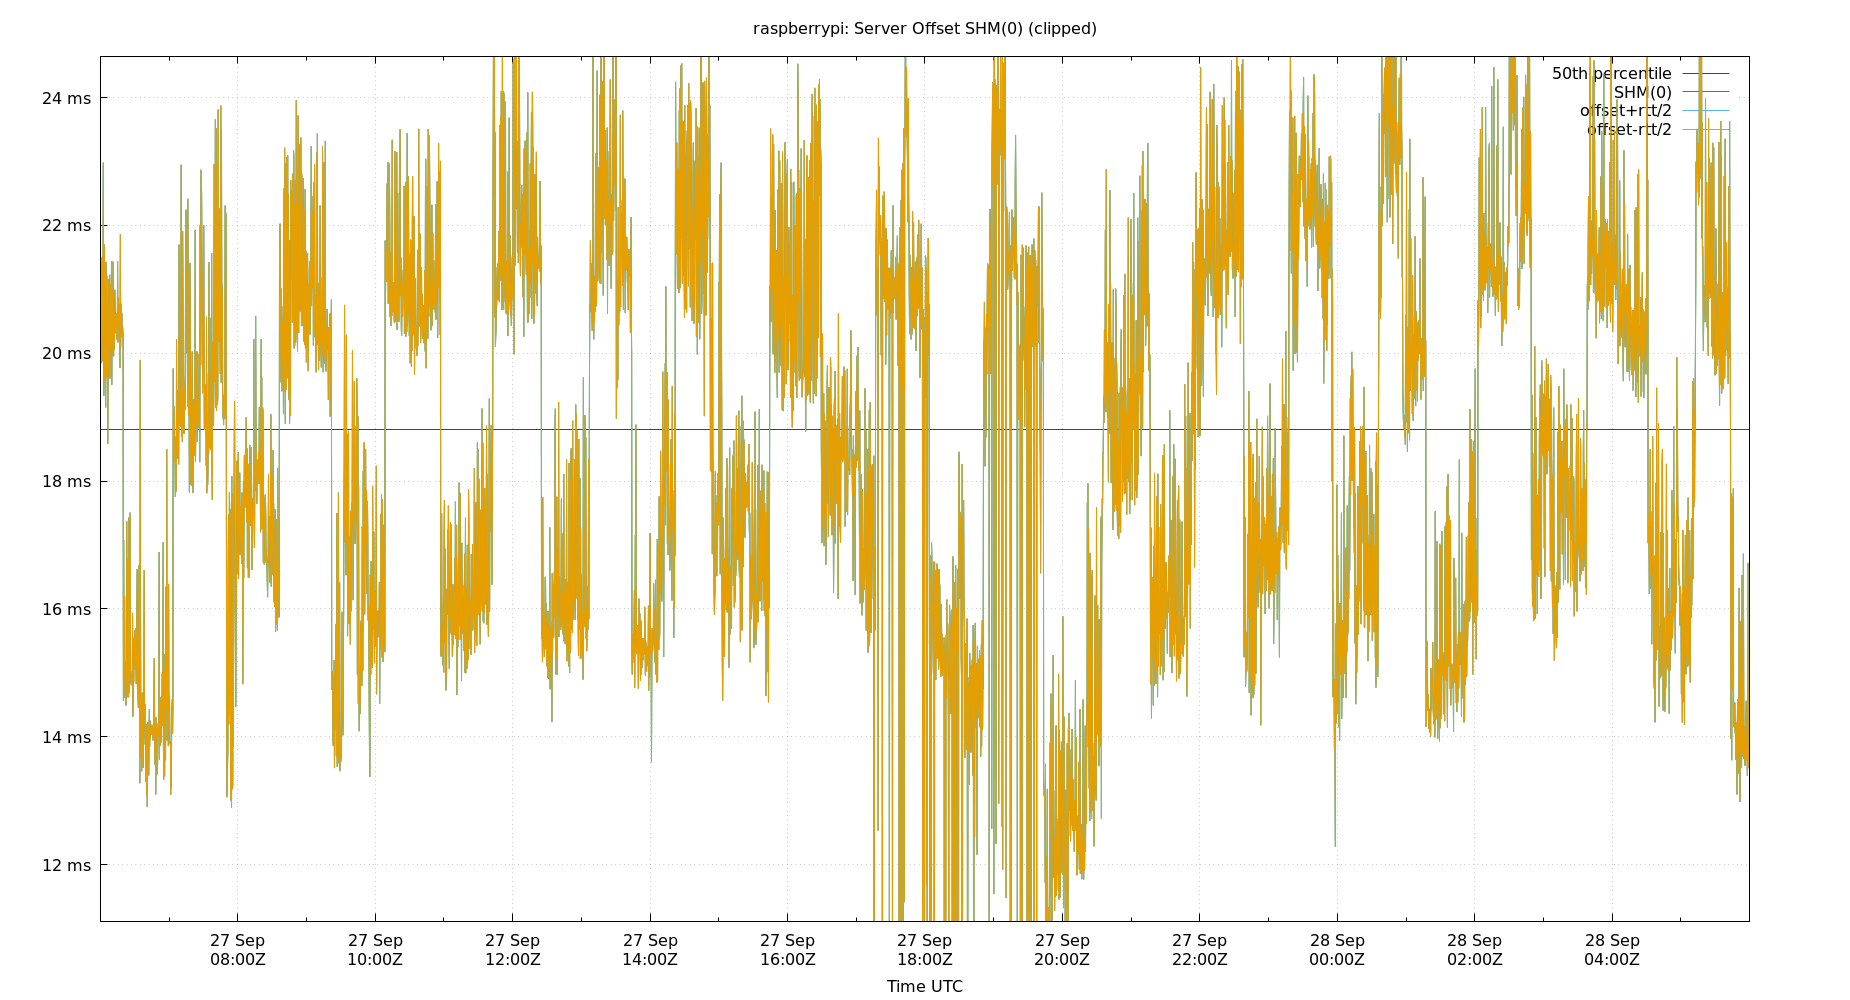 raspberrypi: Server Offset SHM(0) (clipped)
24 ms
22 ms
20 ms
18 ms
16 ms
14 ms
12 ms
50th percentile
SHM(0)
offset+rtt/2
offset-rtt/2
27 Sep 27 Sep 27 Sep 27 Sep 27 Sep 27 Sep 27 Sep 27 Sep 28 Sep 28 Sep 28 Sep
08:00Z 10:00Z 12:00Z 14:00Z 16:00Z 18:00Z 20:00Z 22:00Z 00:00Z 02:00Z 04:00Z
Time UTC